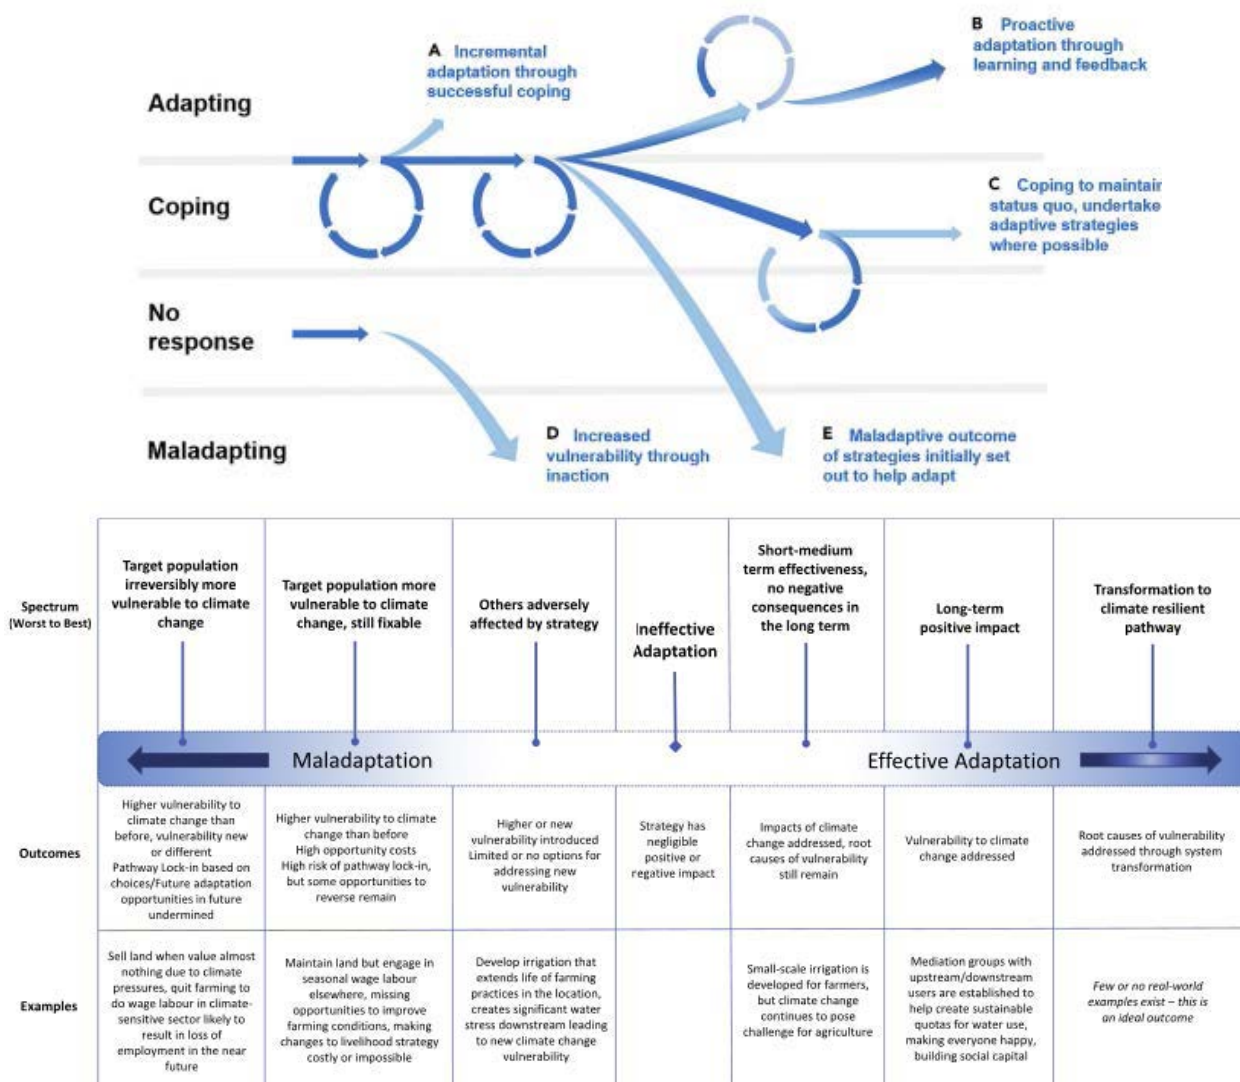 A Incremental
adaptation through
successful coping
B Proactive
adaptation through
learning and feedback
Adapting
Coping
C Coping to maintain
status quo, undertake
adaptive strategies
where possible
No
response
Maladapting
D Increased
vulnerability through
inaction
E Maladaptive outcome
of strategies initially set
out to help adapt
Spectrum
(Worst to Best)
Target population
irreversibly more
vulnerable to climate
change
Target population more
vulnerable to climate
change, still fixable
Others adversely
affected by strategy
Ineffective
Adaptation
Short-medium
term effectiveness,
no negative
consequences in
the long term
Long-term
positive impact
Transformation to
climate resilient
pathway
Maladaptation
Effective Adaptation
Outcomes
Higher vulnerability to
climate change than
before, vulnerability new
or different
Pathway Lock-in based on
choices/Future adaptation
opportunities in future
undermined
Higher vulnerability to climate
change than before
High opportunity costs
High risk of pathway lock-in,
but some opportunities to
reverse remain
Higher or new
vulnerability introduced
Limited or no options for
addressing new
vulnerability
Strategy has
negligible
positive or
negative impact
Impacts of climate
change addressed, root
causes of vulnerability
still remain
Vulnerability to climate
change addressed
Root causes of vulnerability
addressed through system
transformation
Examples
Sell land when value almost
nothing due to climate
pressures, quit farming to
do wage labour in climate-
sensitive sector likely to
result in loss of
employment in the near
future
Maintain land but engage in
seasonal wage labour
elsewhere, missing
opportunities to improve
farming conditions, making
changes to livelihood strategy
costly or impossible
Develop irrigation that
extends life of farming
practices in the location,
creates significant water
stress downstream leading
to new climate change
vulnerability
Small-scale irrigation is
developed for farmers,
but climate change
continues to pose
challenge for agriculture
Mediation groups with
upstream/downstream
users are established to
help create sustainable
quotas for water use,
making everyone happy,
building social capital
Few or no real-world
examples exist – this is
an ideal outcome